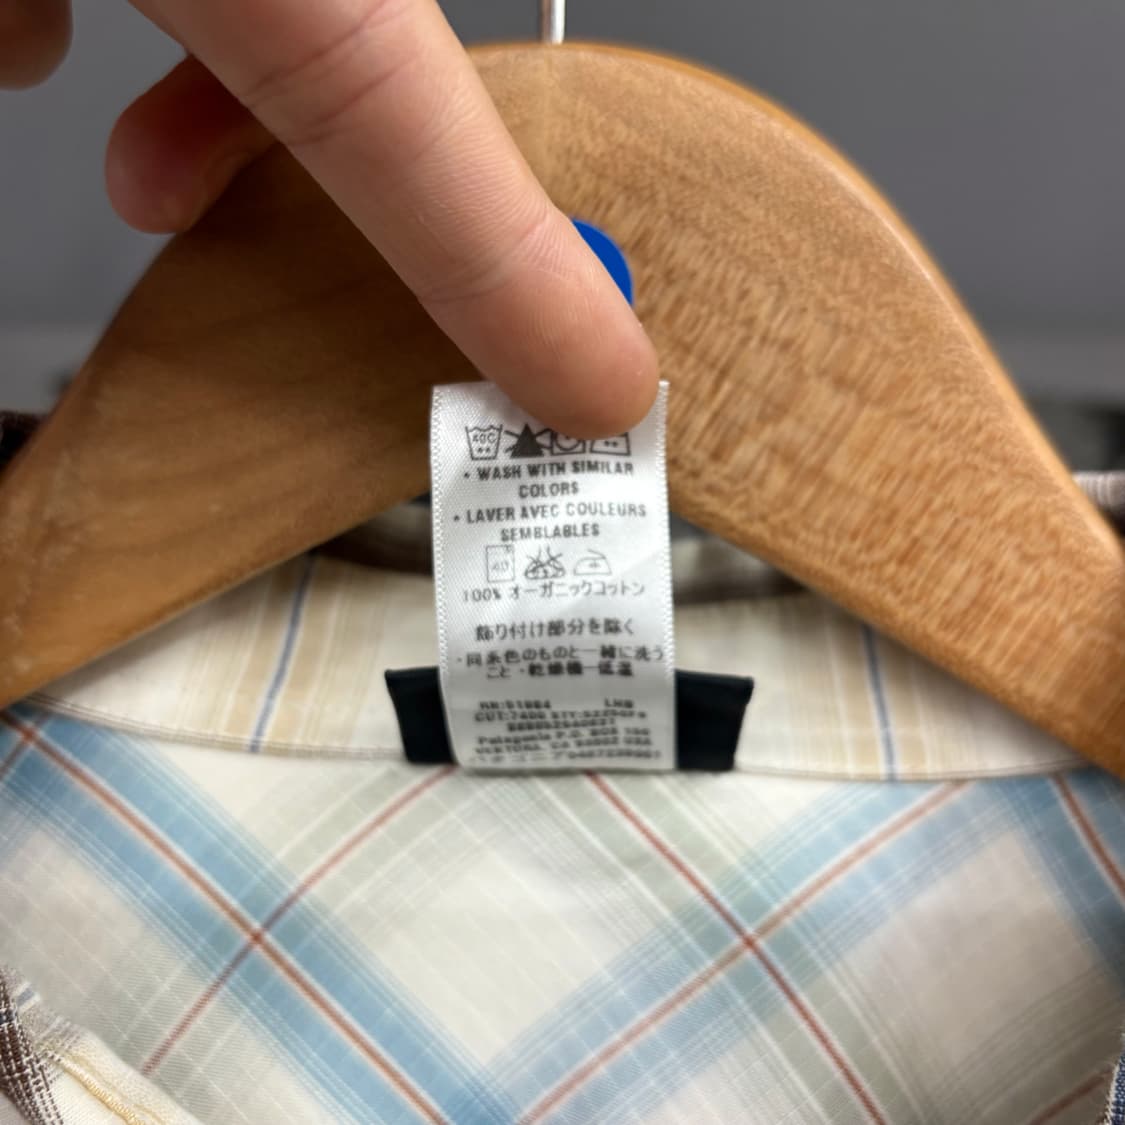 40C
• WASH WITH SIMILAR
COLORS
• LAVER AVEC COULEURS
SEMBLABLES
40
100% オーガニックコットン
飾り付け部分を除く
・同系色のものと一緒に洗う
こと・乾燥機一低温
Patagonia P.O. BOX
VENTURA, CA USA